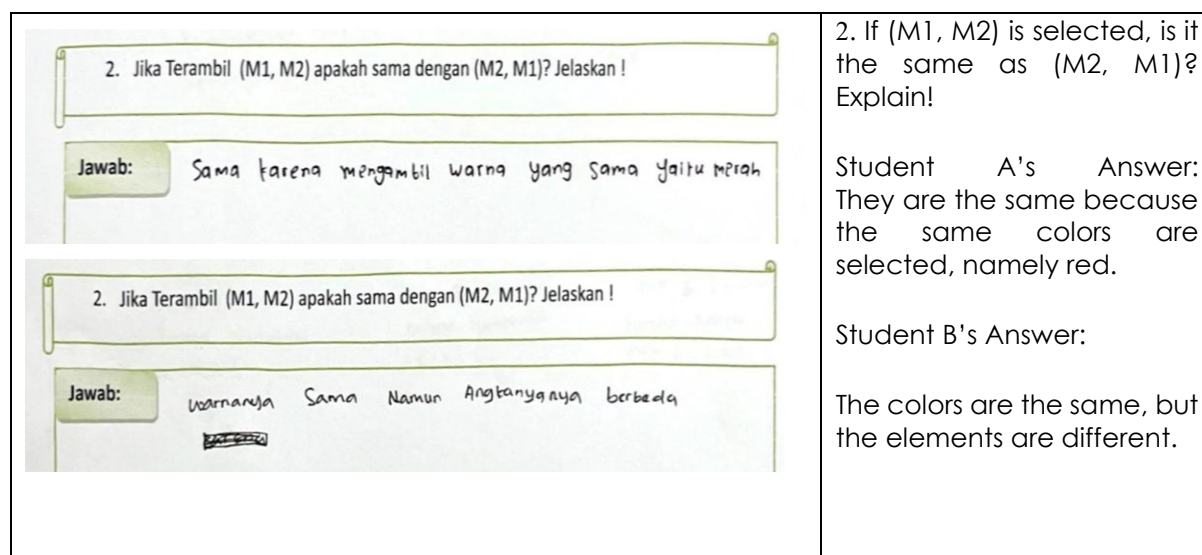 2. Jika Terambil (M1, M2) apakah sama dengan (M2, M1)? Jelaskan !
Jawab:
Sama karena mengambil warna yang sama yaitu merah
2. Jika Terambil (M1, M2) apakah sama dengan (M2, M1)? Jelaskan !
Jawab:
warnanya Sama Namun Angkanyanya berbeda
2. If (M1, M2) is selected, is it
the same as (M2, M1)?
Explain!
Student A’s Answer:
They are the same because
the same colors are
selected, namely red.
Student B’s Answer:
The colors are the same, but
the elements are different.